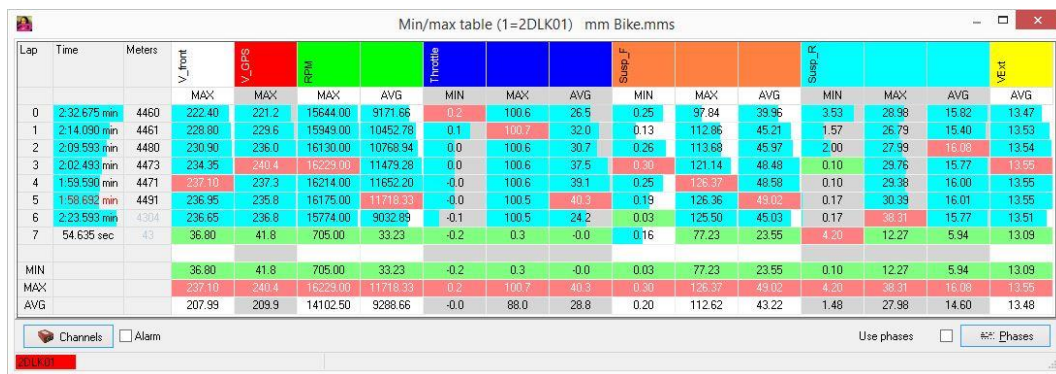 Min/max table (1=2DLK01) mm Bike.mms
Lap Time Meters V_front V_GPS RPM Throttle Susp_F Susp_R VExt
MAX MAX MAX AVG MIN MAX AVG MIN MAX AVG MIN MAX AVG AVG
0 2:32.675 min 4460 222.40 221.2 15644.00 9171.66 0.2 100.6 26.5 0.25 97.84 39.96 3.53 28.98 15.82 13.47
1 2:14.090 min 4461 228.80 229.6 15949.00 10452.78 0.1 100.7 32.0 0.13 112.86 45.21 1.57 26.79 15.40 13.53
2 2:09.593 min 4480 230.90 236.0 16130.00 10768.94 0.0 100.6 30.7 0.26 113.68 45.97 2.00 27.99 16.08 13.54
3 2:02.493 min 4473 234.35 240.4 16229.00 11479.28 0.0 100.6 37.5 0.30 121.14 48.48 0.10 29.76 15.77 13.55
4 1:59.590 min 4471 237.10 237.3 16214.00 11652.20 -0.0 100.6 39.1 0.25 126.37 48.58 0.10 29.38 16.00 13.55
5 1:58.692 min 4491 236.95 235.8 16175.00 11718.33 -0.0 100.5 40.3 0.19 126.36 49.02 0.17 30.39 16.01 13.55
6 2:23.593 min 4304 236.65 236.8 15774.00 9032.89 -0.1 100.5 24.2 0.03 125.50 45.03 0.17 38.31 15.77 13.51
7 54.635 sec 43 36.80 41.8 705.00 33.23 -0.2 0.3 -0.0 0.16 77.23 23.55 4.20 12.27 5.94 13.09
MIN 36.80 41.8 705.00 33.23 -0.2 0.3 -0.0 0.03 77.23 23.55 0.10 12.27 5.94 13.09
MAX 237.10 240.4 16229.00 11718.33 0.2 100.7 40.3 0.30 126.37 49.02 4.20 38.31 16.08 13.55
AVG 207.99 209.9 14102.50 9288.66 -0.0 88.0 28.8 0.20 112.62 43.22 1.48 27.98 14.60 13.48
Channels Alarm Use phases Phases
2DLK01